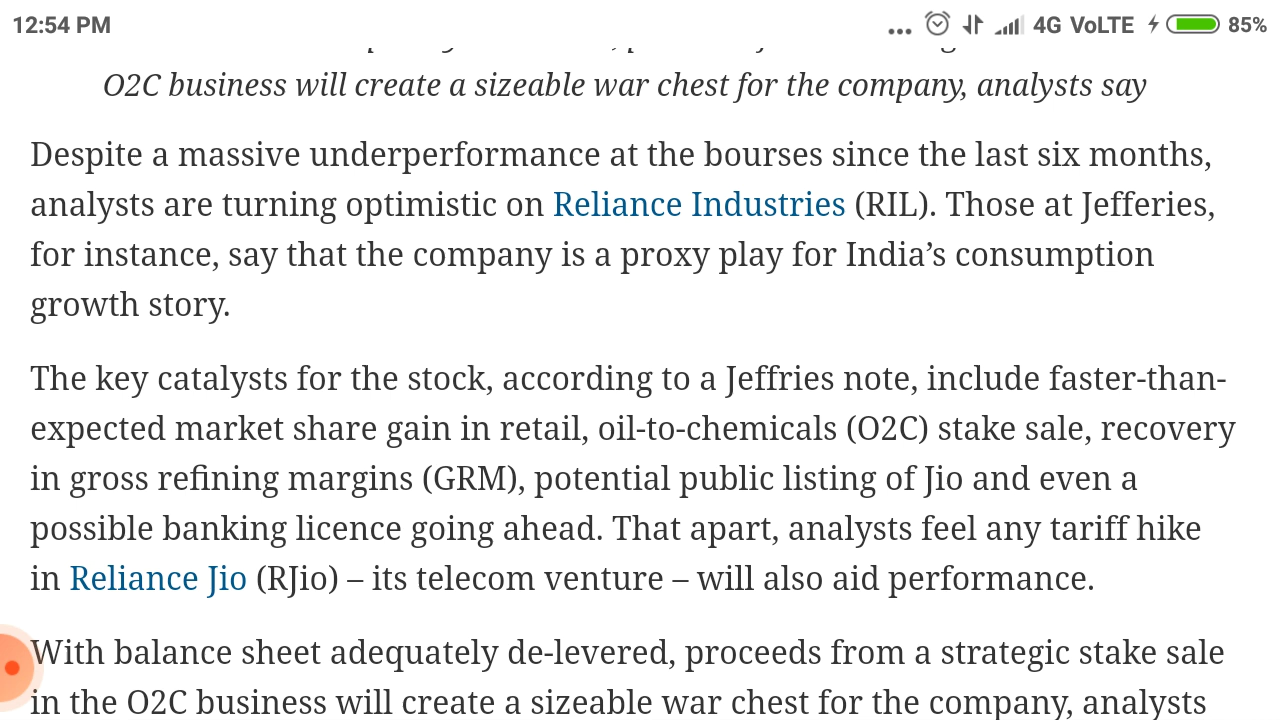 12:54 PM
... 4G VoLTE 85%
O2C business will create a sizeable war chest for the company, analysts say
Despite a massive underperformance at the bourses since the last six months,
analysts are turning optimistic on Reliance Industries (RIL). Those at Jefferies,
for instance, say that the company is a proxy play for India’s consumption
growth story.
The key catalysts for the stock, according to a Jeffries note, include faster-than-
expected market share gain in retail, oil-to-chemicals (O2C) stake sale, recovery
in gross refining margins (GRM), potential public listing of Jio and even a
possible banking licence going ahead. That apart, analysts feel any tariff hike
in Reliance Jio (RJio) – its telecom venture – will also aid performance.
With balance sheet adequately de-levered, proceeds from a strategic stake sale
in the O2C business will create a sizeable war chest for the company, analysts